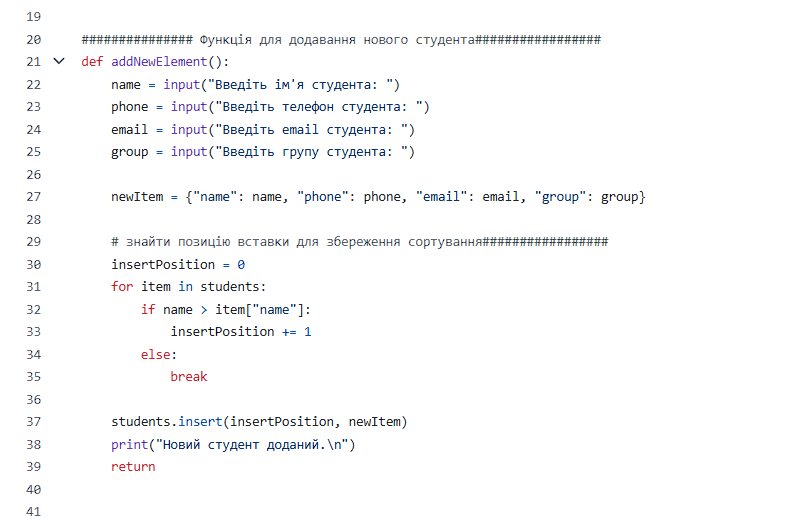 19
20 ############### Функція для додавання нового студента#################
21 def addNewElement():
22 name = input("Введіть ім'я студента: ")
23 phone = input("Введіть телефон студента: ")
24 email = input("Введіть email студента: ")
25 group = input("Введіть групу студента: ")
26
27 newItem = {"name": name, "phone": phone, "email": email, "group": group}
28
29 # знайти позицію вставки для збереження сортування#################
30 insertPosition = 0
31 for item in students:
32 if name > item["name"]:
33 insertPosition += 1
34 else:
35 break
36
37 students.insert(insertPosition, newItem)
38 print("Новий студент доданий.\n")
39 return
40
41